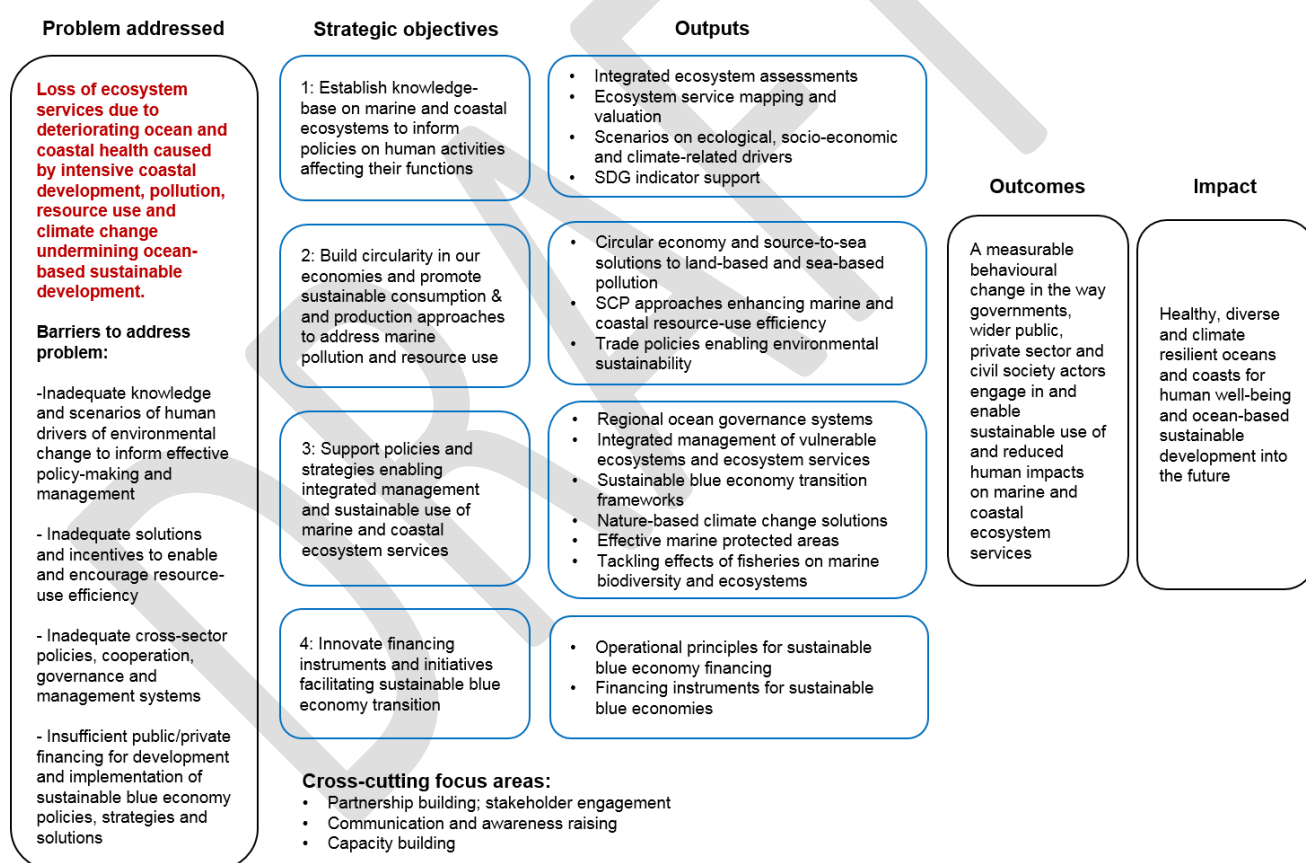 Problem addressed
Loss of ecosystem
services due to
deteriorating ocean and
coastal health caused
by intensive coastal
development, pollution,
resource use and
climate change
undermining ocean-
based sustainable
development.
Barriers to address
problem:
-Inadequate knowledge
and scenarios of human
drivers of environmental
change to inform effective
policy-making and
management
- Inadequate solutions
and incentives to enable
and encourage resource-
use efficiency
- Inadequate cross-sector
policies, cooperation,
governance and
management systems
- Insufficient public/private
financing for development
and implementation of
sustainable blue economy
policies, strategies and
solutions
Strategic objectives
1: Establish knowledge-
base on marine and coastal
ecosystems to inform
policies on human activities
affecting their functions
2: Build circularity in our
economies and promote
sustainable consumption &
and production approaches
to address marine
pollution and resource use
3: Support policies and
strategies enabling
integrated management
and sustainable use of
marine and coastal
ecosystem services
4: Innovate financing
instruments and initiatives
facilitating sustainable blue
economy transition
Outputs
• Integrated ecosystem assessments
• Ecosystem service mapping and
valuation
• Scenarios on ecological, socio-economic
and climate-related drivers
• SDG indicator support
• Circular economy and source-to-sea
solutions to land-based and sea-based
pollution
• SCP approaches enhancing marine and
coastal resource-use efficiency
• Trade policies enabling environmental
sustainability
• Regional ocean governance systems
• Integrated management of vulnerable
ecosystems and ecosystem services
• Sustainable blue economy transition
frameworks
• Nature-based climate change solutions
• Effective marine protected areas
• Tackling effects of fisheries on marine
biodiversity and ecosystems
• Operational principles for sustainable
blue economy financing
• Financing instruments for sustainable
blue economies
Outcomes
A measurable
behavioural
change in the way
governments,
wider public,
private sector and
civil society actors
engage in and
enable
sustainable use of
and reduced
human impacts
on marine and
coastal
ecosystem
services
Impact
Healthy, diverse
and climate
resilient oceans
and coasts for
human well-being
and ocean-based
sustainable
development into
the future
Cross-cutting focus areas:
• Partnership building; stakeholder engagement
• Communication and awareness raising
• Capacity building
DRAFT